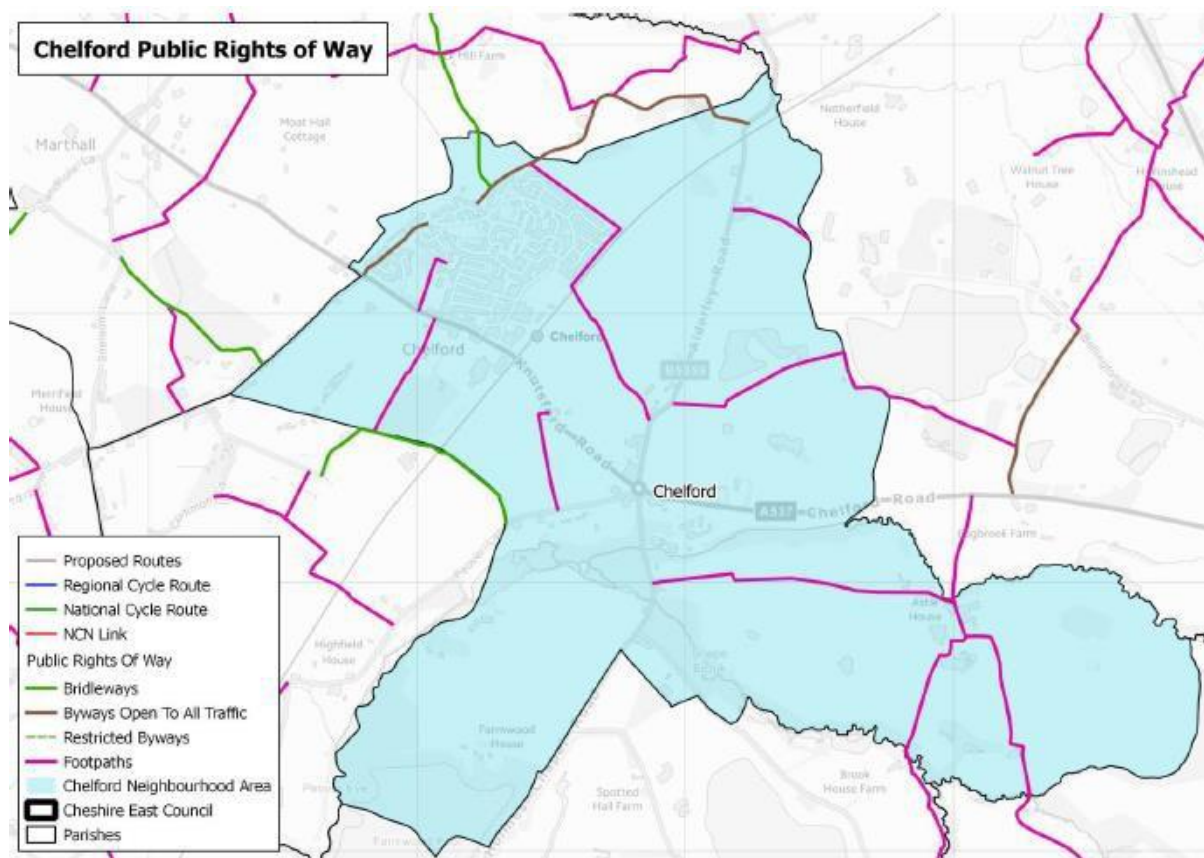 Chelford Public Rights of Way
Hill Farm
Moat Hall
Cottage
Marthall
Netherfield
House
Walnut Tree
House
Chelford
Chelford
Alderley Road
Knutsford Road
Merryfield
House
Chelford
A537
Chelford Road
Astle
House
Highfield
House
Farmwood
House
Spotted
Hall Farm
Brook
House Farm
Proposed Routes
Regional Cycle Route
National Cycle Route
NCN Link
Public Rights Of Way
Bridleways
Byways Open To All Traffic
Restricted Byways
Footpaths
Chelford Neighbourhood Area
Cheshire East Council
Parishes